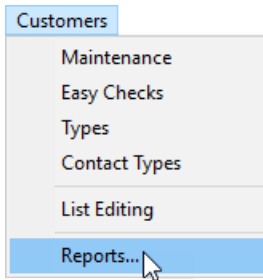 Customers
Maintenance
Easy Checks
Types
Contact Types
List Editing
Reports...